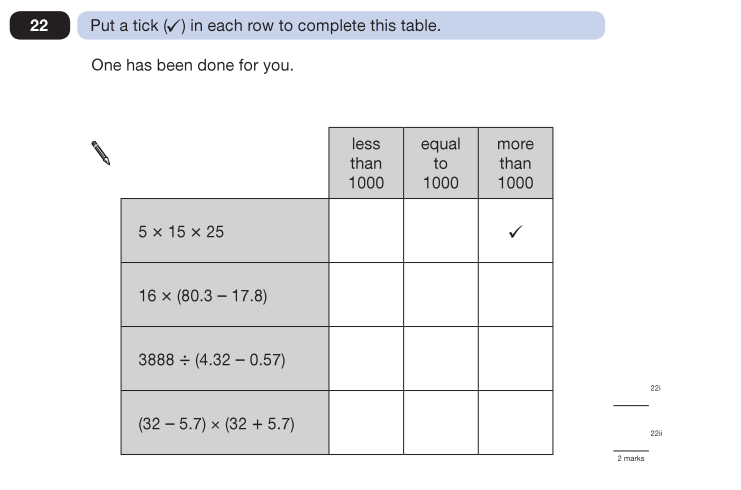 22 Put a tick (✓) in each row to complete this table.
One has been done for you.
less than 1000
equal to 1000
more than 1000
5 × 15 × 25 ✓
16 × (80.3 − 17.8)
3888 ÷ (4.32 − 0.57)
(32 − 5.7) × (32 + 5.7)
22i
22ii
2 marks